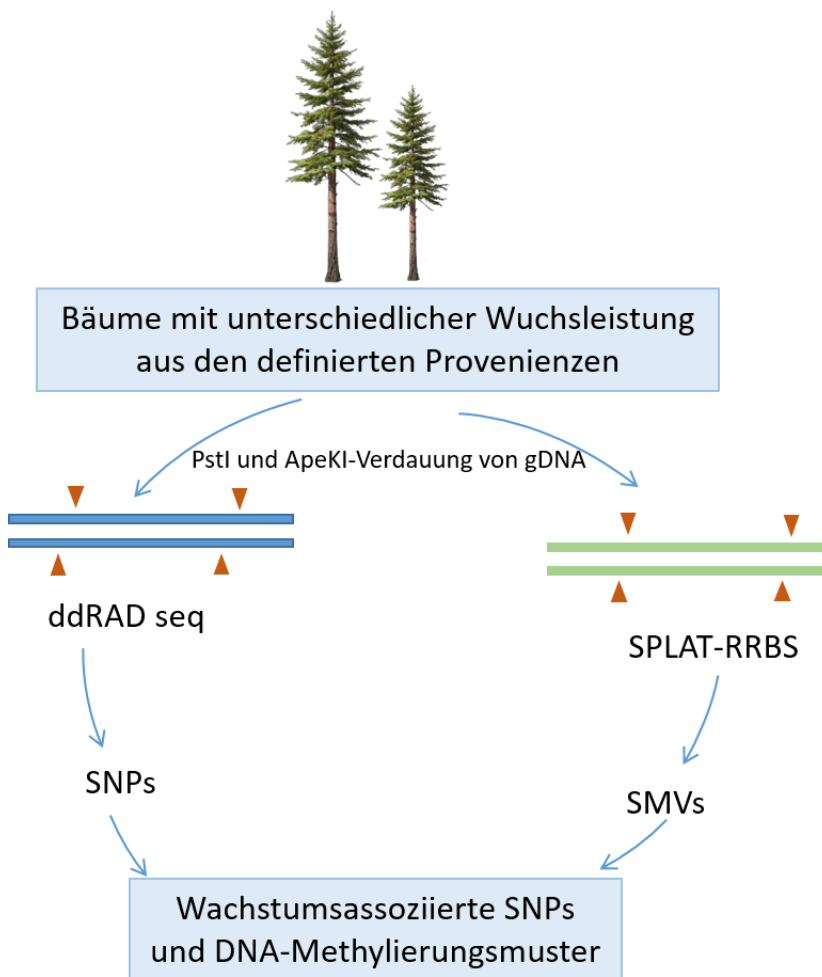 Bäume mit unterschiedlicher Wuchsleistung
aus den definierten Provenienzen
PstI und ApeKI-Verdauung von gDNA
ddRAD seq
SPLAT-RRBS
SNPs
SMVs
Wachstumsassoziierte SNPs
und DNA-Methylierungsmuster